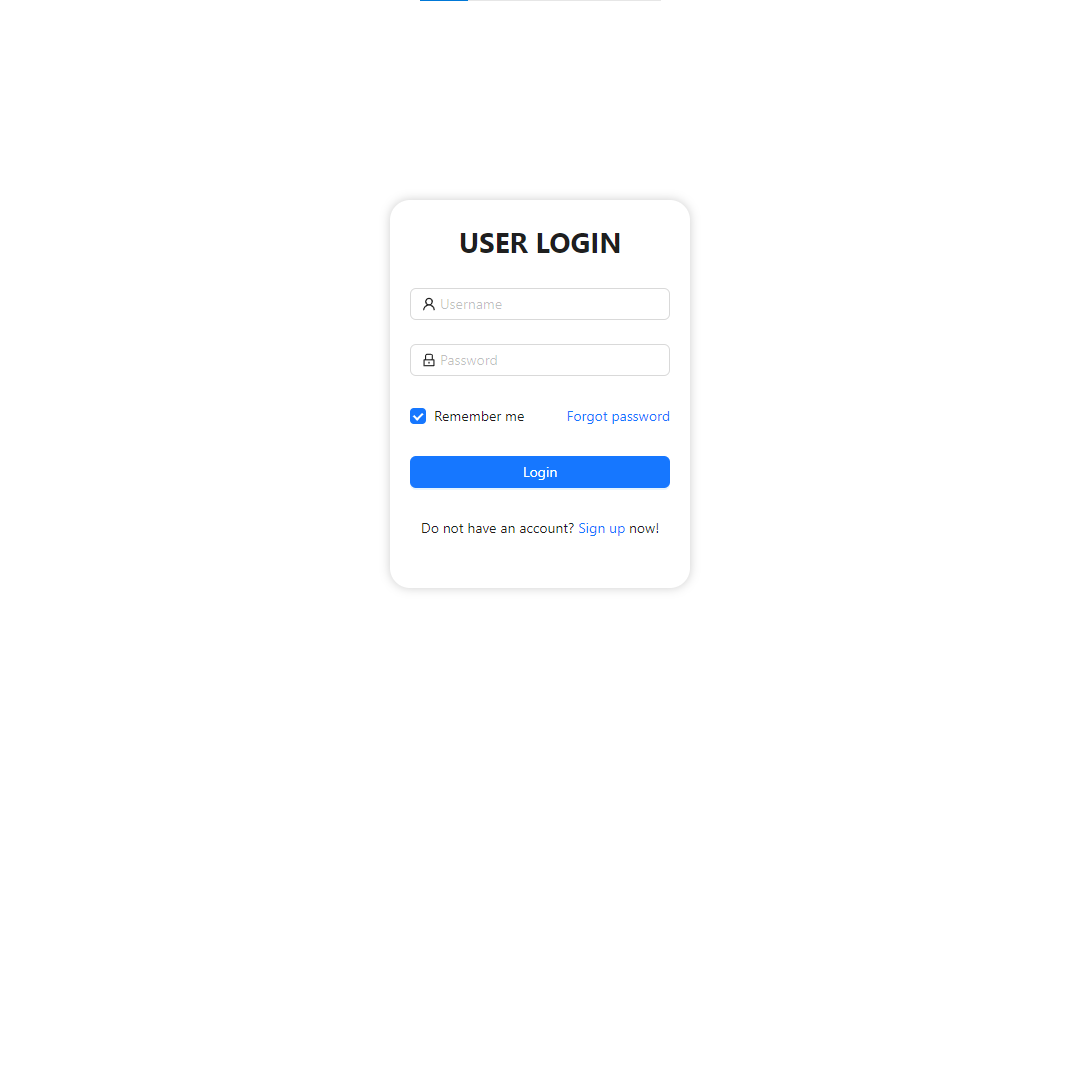 USER LOGIN
Username
Password
Remember me Forgot password
Login
Do not have an account? Sign up now!